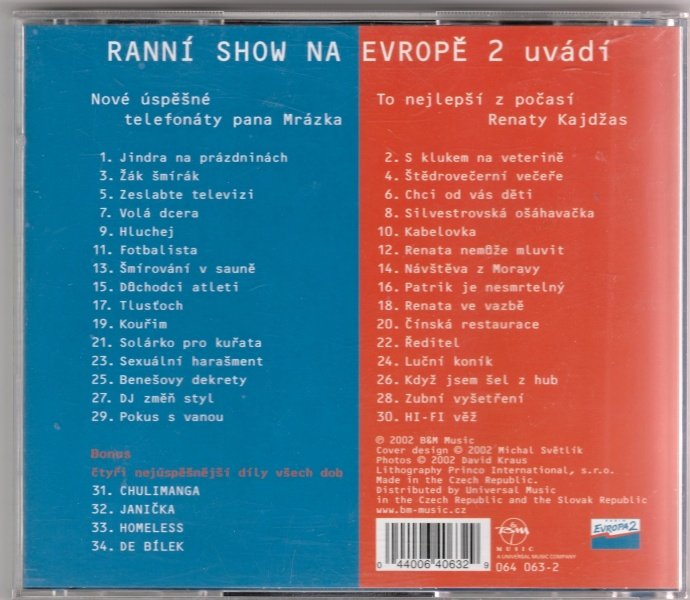 RANNÍ SHOW NA EVROPĚ 2 uvádí
Nové úspěšné
telefonáty pana Mrázka
1. Jindra na prázdninách
3. Žák šmírák
5. Zeslabte televizi
7. Volá dcera
9. Hluchej
11. Fotbalista
13. Šmírování v sauně
15. Důchodci atleti
17. Tlusťoch
19. Kouřim
21. Solárko pro kuřata
23. Sexuální harašment
25. Benešovy dekrety
27. DJ změň styl
29. Pokus s vanou
Bonus
čtyři nejúspěšnější díly všech dob
31. CHULIMANGA
32. JANIČKA
33. HOMELESS
34. DE BÍLEK
To nejlepší z počasí
Renaty Kajdžas
2. S klukem na veterině
4. Štědrovečerní večeře
6. Chci od vás děti
8. Silvestrovská ošáhavačka
10. Kabelovka
12. Renata nemůže mluvit
14. Návštěva z Moravy
16. Patrik je nesmrtelný
18. Renata ve vazbě
20. Čínská restaurace
22. Ředitel
24. Luční koník
26. Když jsem šel z hub
28. Zubní vyšetření
30. HI-FI věž
℗ 2002 B&M Music
Cover design © 2002 Michal Světlík
Photos © 2002 David Kraus
Lithography Princo International, s.r.o.
Made in the Czech Republic.
Distributed by Universal Music
in the Czech Republic and the Slovak Republic
www.bm-music.cz
0 44006 40632 9
B&M
MUSIC
A UNIVERSAL MUSIC COMPANY
064 063-2
RÁDIO
EVROPA 2